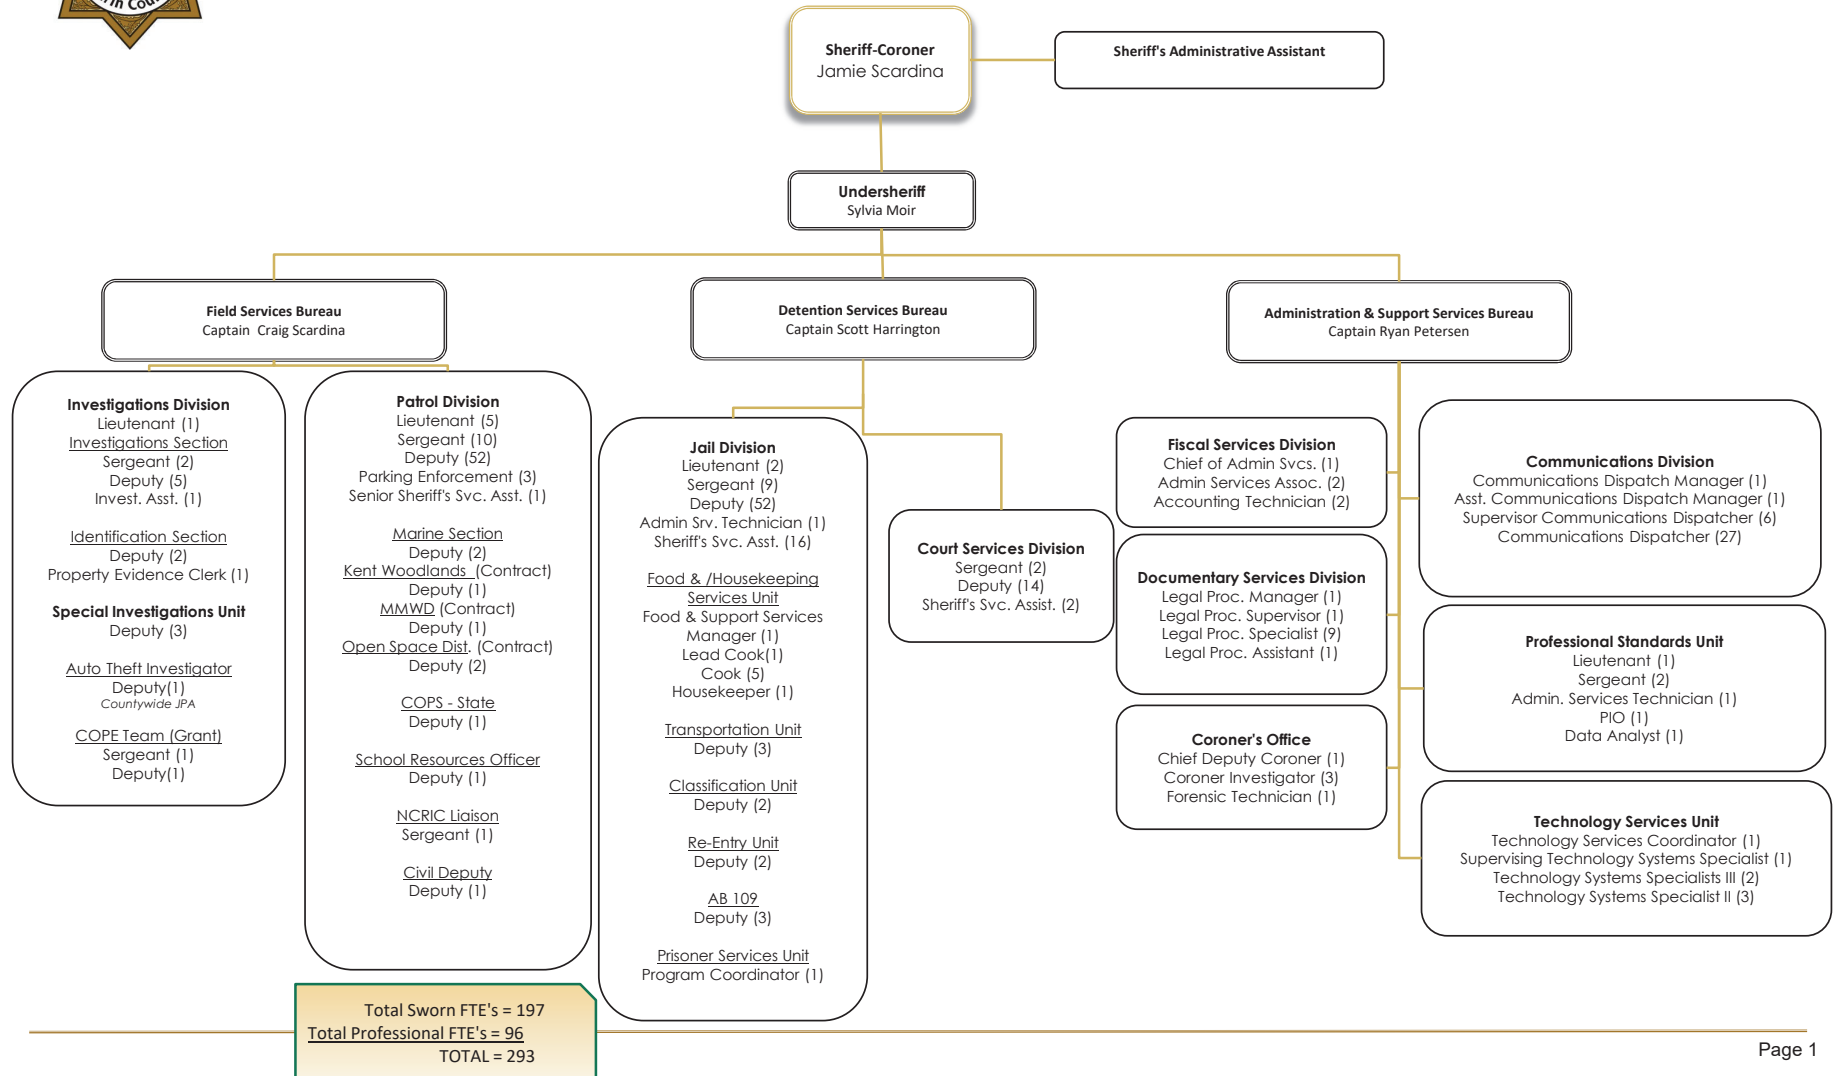 Sheriff-Coroner
Jamie Scardina
Sheriff's Administrative Assistant
Undersheriff
Sylvia Moir
Field Services Bureau
Captain  Craig Scardina
Detention Services Bureau
Captain Scott Harrington
Administration & Support Services Bureau
Captain Ryan Petersen
Investigations Division
Lieutenant (1)
Investigations Section
Sergeant (2)
Deputy (5)
Invest. Asst. (1)
Identification Section
Deputy (2)
Property Evidence Clerk (1)
Special Investigations Unit
Deputy (3)
Auto Theft Investigator
Deputy(1)
Countywide JPA
COPE Team (Grant)
Sergeant (1)
Deputy(1)
Patrol Division
Lieutenant (5)
Sergeant (10)
Deputy (52)
Parking Enforcement (3)
Senior Sheriff's Svc. Asst. (1)
Marine Section
Deputy (2)
Kent Woodlands  (Contract)
Deputy (1)
MMWD (Contract)
Deputy (1)
Open Space Dist. (Contract)
Deputy (2)
COPS - State
Deputy (1)
School Resources Officer
Deputy (1)
NCRIC Liaison
Sergeant (1)
Civil Deputy
Deputy (1)
Jail Division
Lieutenant (2)
Sergeant (9)
Deputy (52)
Admin Srv. Technician (1)
Sheriff's Svc. Asst. (16)
Food & /Housekeeping
Services Unit
Food & Support Services
Manager (1)
Lead Cook(1)
Cook (5)
Housekeeper (1)
Transportation Unit
Deputy (3)
Classification Unit
Deputy (2)
Re-Entry Unit
Deputy (2)
AB 109
Deputy (3)
Prisoner Services Unit
Program Coordinator (1)
Court Services Division
Sergeant (2)
Deputy (14)
Sheriff's Svc. Assist. (2)
Fiscal Services Division
Chief of Admin Svcs. (1)
Admin Services Assoc. (2)
Accounting Technician (2)
Documentary Services Division
Legal Proc. Manager (1)
Legal Proc. Supervisor (1)
Legal Proc. Specialist (9)
Legal Proc. Assistant (1)
Coroner's Office
Chief Deputy Coroner (1)
Coroner Investigator (3)
Forensic Technician (1)
Communications Division
Communications Dispatch Manager (1)
Asst. Communications Dispatch Manager (1)
Supervisor Communications Dispatcher (6)
Communications Dispatcher (27)
Professional Standards Unit
Lieutenant (1)
Sergeant (2)
Admin. Services Technician (1)
PIO (1)
Data Analyst (1)
Technology Services Unit
Technology Services Coordinator (1)
Supervising Technology Systems Specialist (1)
Technology Systems Specialists III (2)
Technology Systems Specialist II (3)
Total Sworn FTE's = 197
Total Professional FTE's = 96
TOTAL = 293
Page 1